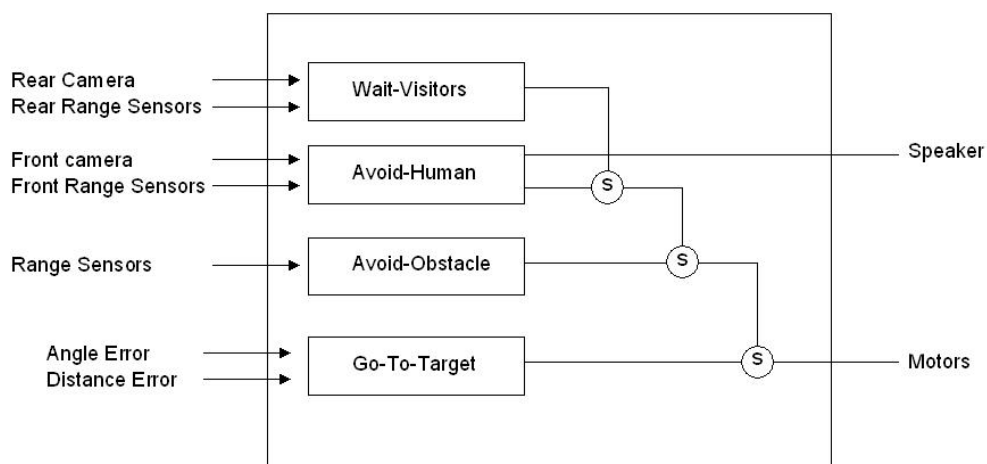 Rear Camera
Rear Range Sensors
Wait-Visitors
Front camera
Front Range Sensors
Avoid-Human
S
Speaker
Range Sensors
Avoid-Obstacle
S
Angle Error
Distance Error
Go-To-Target
S
Motors